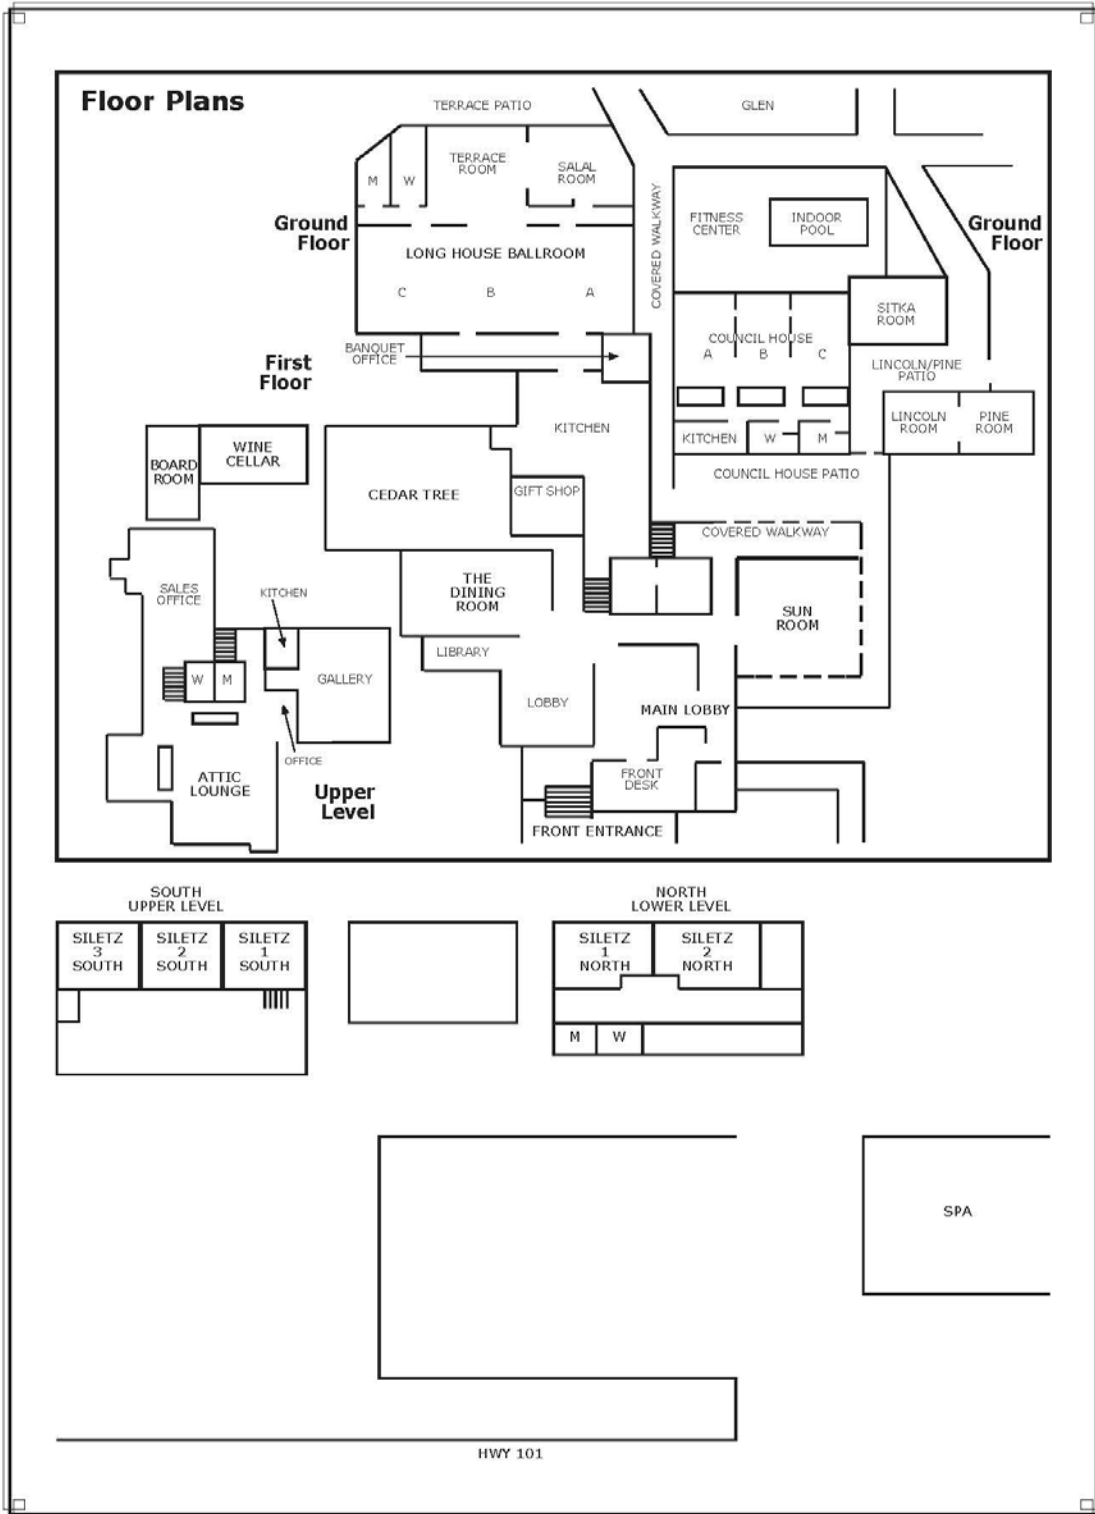 Floor Plans
TERRACE PATIO
GLEN
TERRACE
ROOM
SALAL
ROOM
M
W
COVERED WALKWAY
FITNESS
CENTER
INDOOR
POOL
Ground
Floor
Ground
Floor
LONG HOUSE BALLROOM
C
B
A
SITKA
ROOM
COUNCIL HOUSE
A
B
C
BANQUET
OFFICE
First
Floor
LINCOLN/PINE
PATIO
LINCOLN
ROOM
PINE
ROOM
KITCHEN
KITCHEN
W
M
COUNCIL HOUSE PATIO
BOARD
ROOM
WINE
CELLAR
CEDAR TREE
GIFT SHOP
COVERED WALKWAY
SALES
OFFICE
KITCHEN
THE
DINING
ROOM
SUN
ROOM
LIBRARY
W
M
GALLERY
LOBBY
MAIN LOBBY
OFFICE
ATTIC
LOUNGE
Upper
Level
FRONT
DESK
FRONT ENTRANCE
SOUTH
UPPER LEVEL
NORTH
LOWER LEVEL
SILETZ
3
SOUTH
SILETZ
2
SOUTH
SILETZ
1
SOUTH
SILETZ
1
NORTH
SILETZ
2
NORTH
M
W
SPA
HWY 101